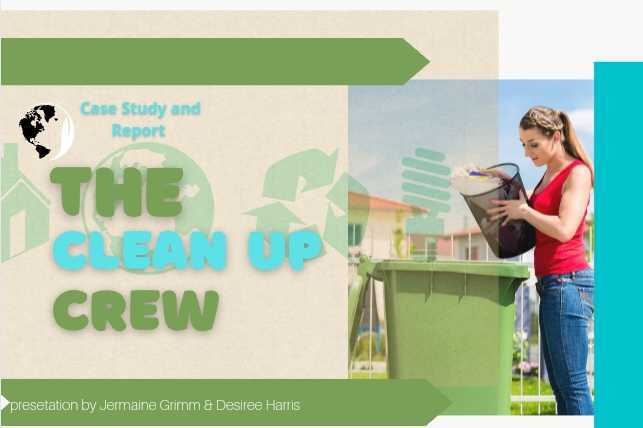 Case Study and
Report
THE
CLEAN UP
CREW
presetation by Jermaine Grimm & Desiree Harris